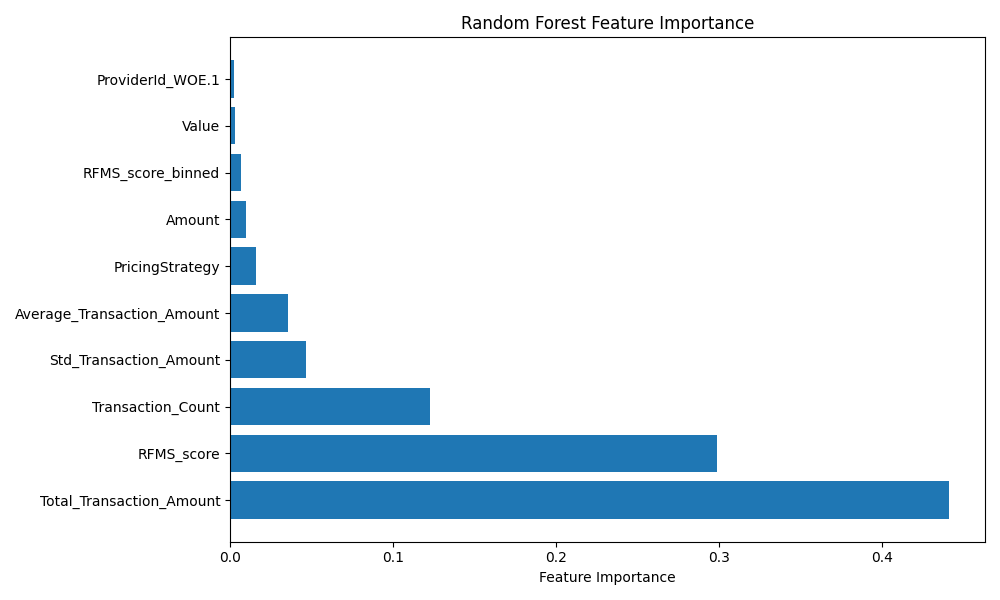 Random Forest Feature Importance
ProviderId_WOE.1
Value
RFMS_score_binned
Amount
PricingStrategy
Average_Transaction_Amount
Std_Transaction_Amount
Transaction_Count
RFMS_score
Total_Transaction_Amount
0.0 0.1 0.2 0.3 0.4
Feature Importance